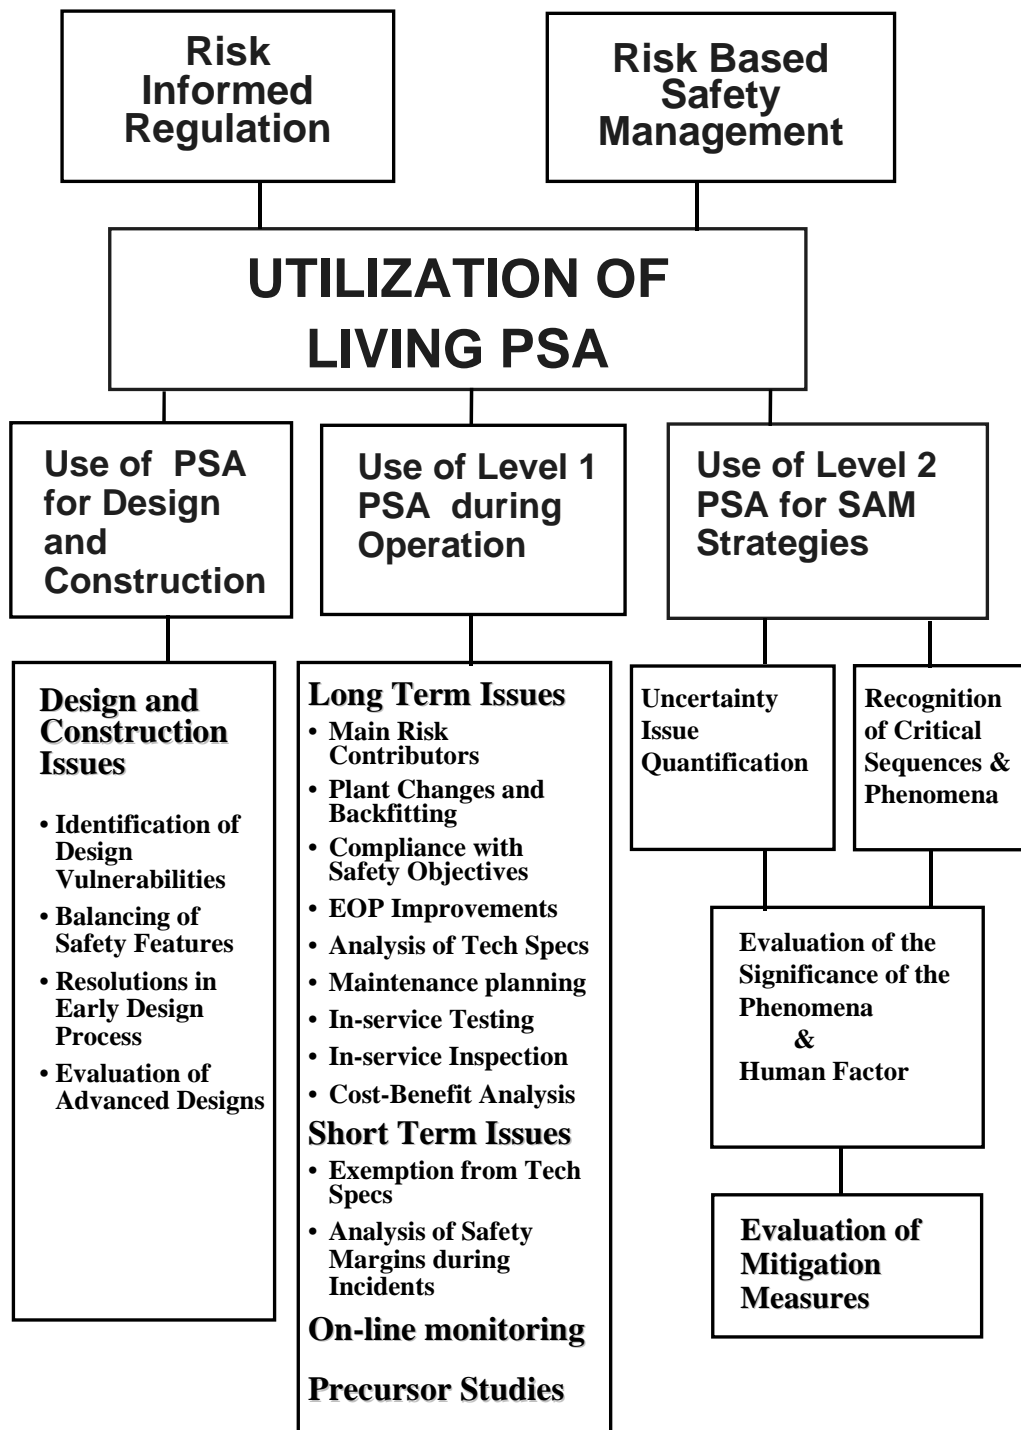 Risk
Informed
Regulation
Risk Based
Safety
Management
UTILIZATION OF
LIVING PSA
Use of PSA
for Design
and
Construction
Use of Level 1
PSA during
Operation
Use of Level 2
PSA for SAM
Strategies
Design and
Construction
Issues
• Identification of
Design
Vulnerabilities
• Balancing of
Safety Features
• Resolutions in
Early Design
Process
• Evaluation of
Advanced Designs
Long Term Issues
• Main Risk
Contributors
• Plant Changes and
Backfitting
• Compliance with
Safety Objectives
• EOP Improvements
• Analysis of Tech Specs
• Maintenance planning
• In-service Testing
• In-service Inspection
• Cost-Benefit Analysis
Short Term Issues
• Exemption from Tech
Specs
• Analysis of Safety
Margins during
Incidents
On-line monitoring
Precursor Studies
Uncertainty
Issue
Quantification
Recognition
of Critical
Sequences &
Phenomena
Evaluation of the
Significance of the
Phenomena
&
Human Factor
Evaluation of
Mitigation
Measures